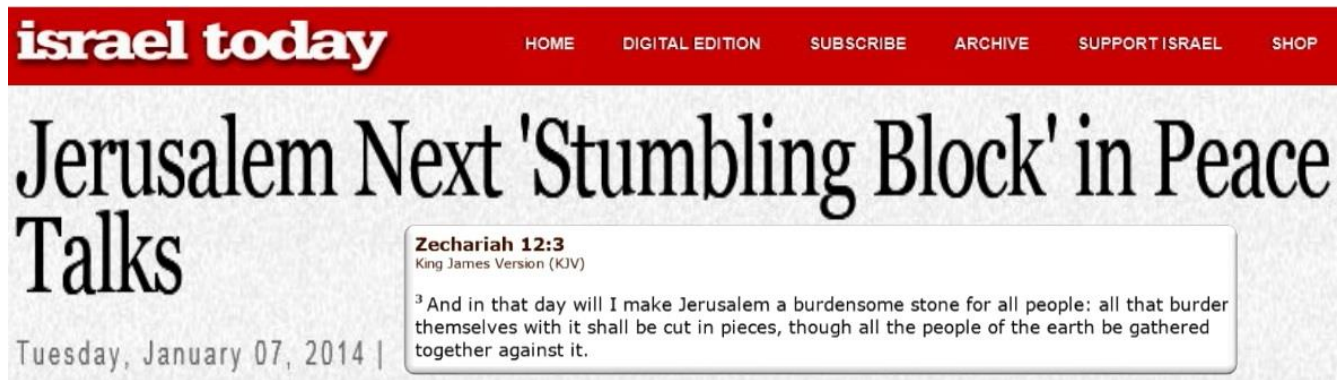 israel today
HOME DIGITAL EDITION SUBSCRIBE ARCHIVE SUPPORT ISRAEL SHOP
Jerusalem Next 'Stumbling Block' in Peace
Talks
Zechariah 12:3
King James Version (KJV)
3 And in that day will I make Jerusalem a burdensome stone for all people: all that burder
themselves with it shall be cut in pieces, though all the people of the earth be gathered
together against it.
Tuesday, January 07, 2014 |